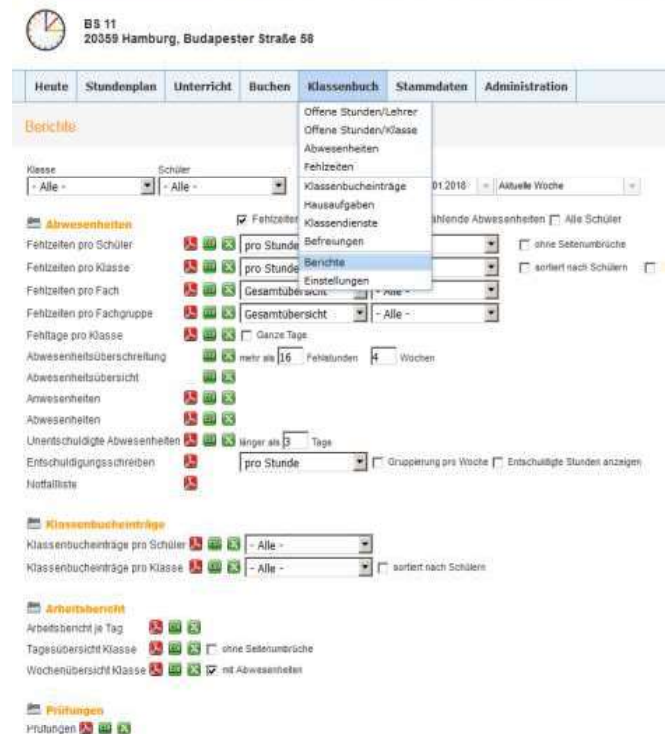 BS 11
20359 Hamburg, Budapester Straße 58
Heute Stundenplan Unterricht Buchen Klassenbuch Stammdaten Administration
Offene Stunden/Lehrer
Offene Stunden/Klasse
Abwesenheiten
Fehlzeiten
Klassenbucheinträge
Hausaufgaben
Klassendienste
Befreiungen
Berichte
Einstellungen
Berichte
Klasse Schüler
- Alle - - Alle - 01.2018 Aktuelle Woche
Abwesenheiten Fehlzeiten ählende Abwesenheiten Alle Schüler
Fehlzeiten pro Schüler pro Stunde ohne Seitenumbrüche
Fehlzeiten pro Klasse pro Stunde sortiert nach Schülern
Fehlzeiten pro Fach Gesamtübersicht - Alle -
Fehlzeiten pro Fachgruppe Gesamtübersicht - Alle -
Fehltage pro Klasse Ganze Tage
Abwesenheitsüberschreitung mehr als 16 Fehlstunden 4 Wochen
Abwesenheitsübersicht
Anwesenheiten
Abwesenheiten
Unentschuldigte Abwesenheiten länger als 3 Tage
Entschuldigungsschreiben pro Stunde Gruppierung pro Woche Entschuldigte Stunden anzeigen
Notfallliste
Klassenbucheinträge
Klassenbucheinträge pro Schüler - Alle -
Klassenbucheinträge pro Klasse - Alle - sortiert nach Schülern
Arbeitsbericht
Arbeitsbericht je Tag
Tagesübersicht Klasse ohne Seitenumbrüche
Wochenübersicht Klasse mit Abwesenheiten
Prüfungen
Prüfungen